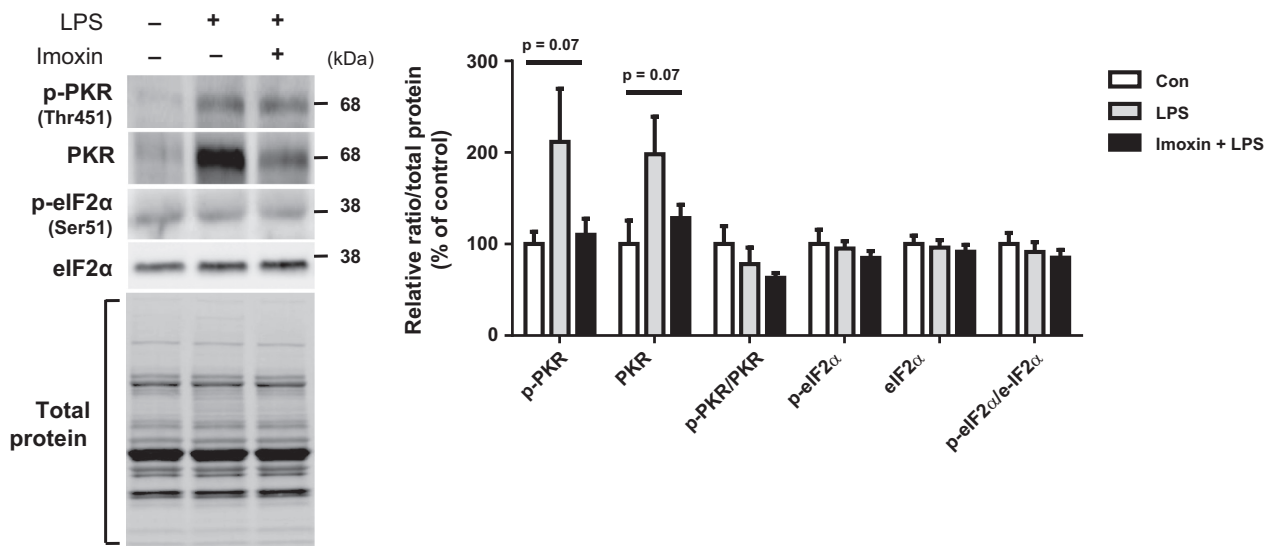 LPS – + +
Imoxin – – + (kDa)
p-PKR
(Thr451)
68
PKR
68
p-eIF2α
(Ser51)
38
eIF2α
38
Total
protein
Relative ratio/total protein
(% of control)
300
200
100
0
p = 0.07
p = 0.07
p-PKR
PKR
p-PKR/PKR
p-eIF2α
eIF2α
p-eIF2α/e-IF2α
Con
LPS
Imoxin + LPS